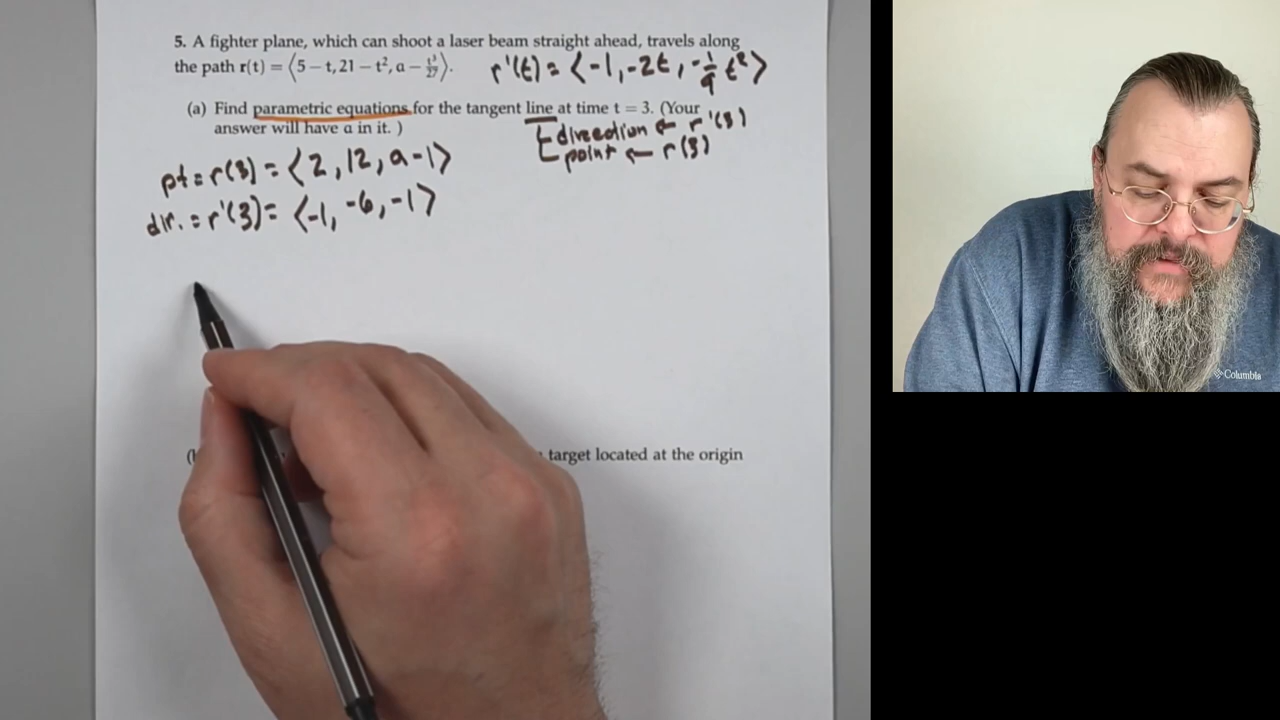 5. A fighter plane, which can shoot a laser beam straight ahead, travels along
the path r(t) = ⟨5 − t, 21 − t², a − t³/27⟩. r'(t) = ⟨-1, -2t, -1/9 t²⟩
(a) Find parametric equations for the tangent line at time t = 3. (Your
answer will have a in it. )
direction ← r'(3)
point ← r(3)
pt = r(3) = ⟨2, 12, a-1⟩
dir. = r'(3) = ⟨-1, -6, -1⟩
target located at the origin
Columbia